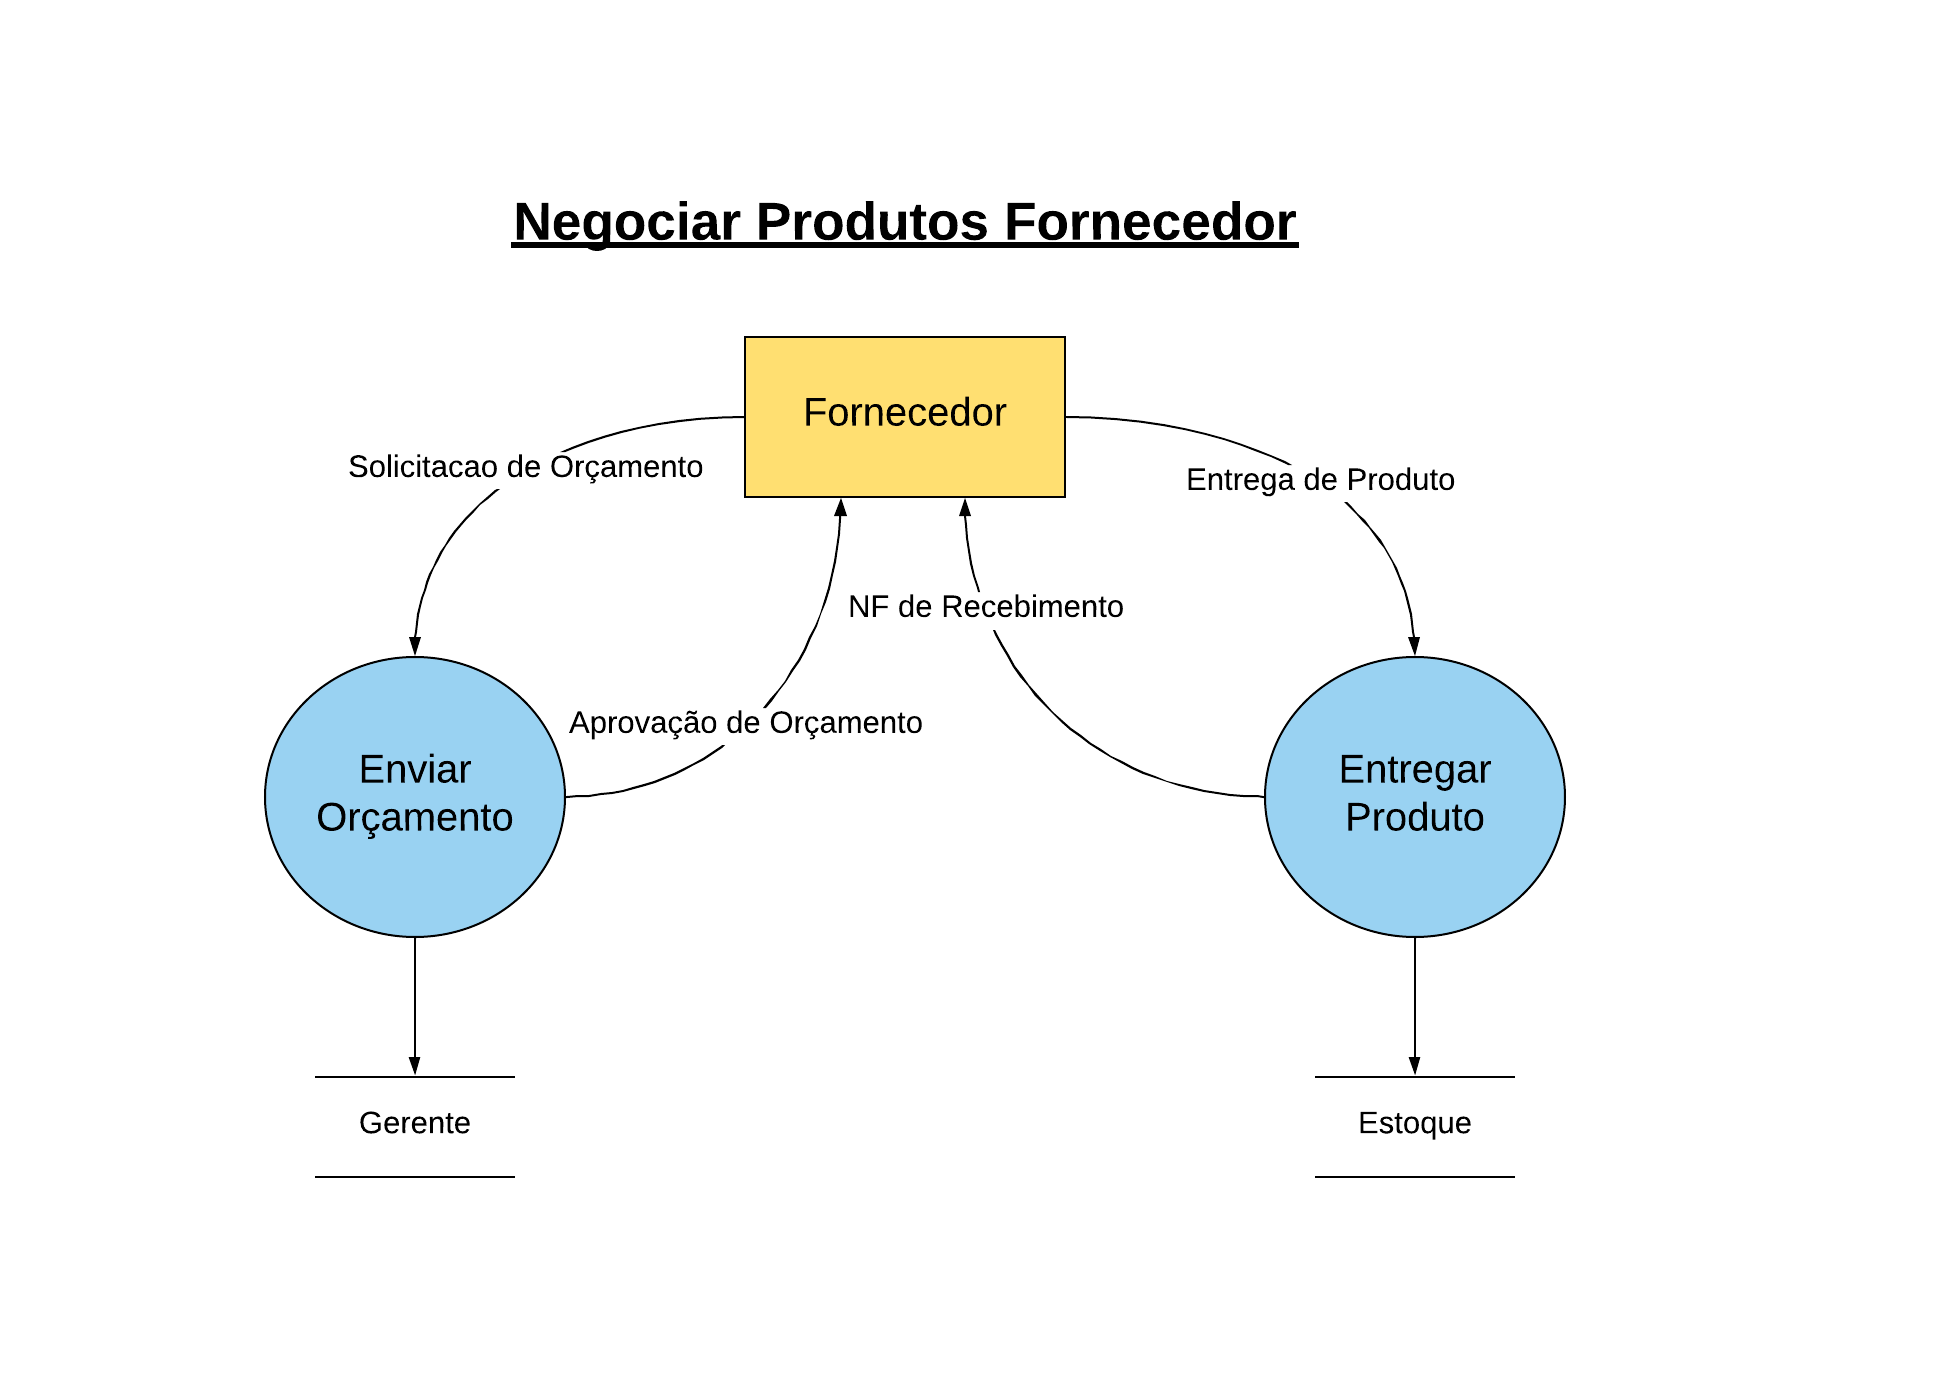 Negociar Produtos Fornecedor
Fornecedor
Solicitacao de Orçamento
Entrega de Produto
NF de Recebimento
Aprovação de Orçamento
Enviar
Orçamento
Entregar
Produto
Gerente
Estoque